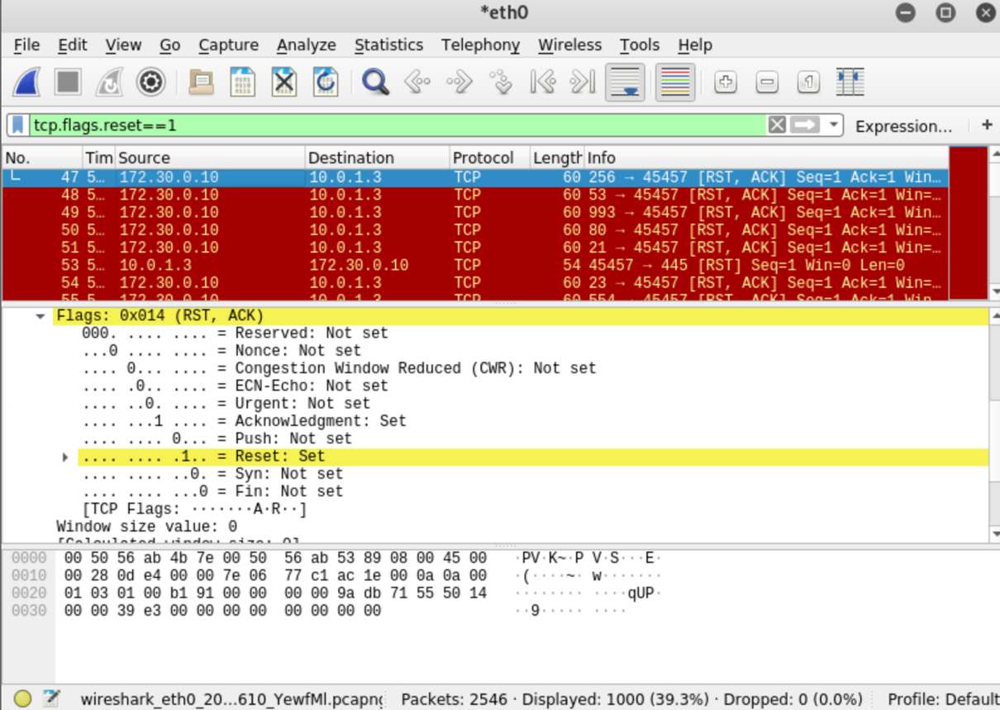 *eth0
File Edit View Go Capture Analyze Statistics Telephony Wireless Tools Help
tcp.flags.reset==1 Expression... +
No. Tim Source Destination Protocol Length Info
47 5... 172.30.0.10 10.0.1.3 TCP 60 256 → 45457 [RST, ACK] Seq=1 Ack=1 Win...
48 5... 172.30.0.10 10.0.1.3 TCP 60 53 → 45457 [RST, ACK] Seq=1 Ack=1 Win=...
49 5... 172.30.0.10 10.0.1.3 TCP 60 993 → 45457 [RST, ACK] Seq=1 Ack=1 Win=...
50 5... 172.30.0.10 10.0.1.3 TCP 60 80 → 45457 [RST, ACK] Seq=1 Ack=1 Win=...
51 5... 172.30.0.10 10.0.1.3 TCP 60 21 → 45457 [RST, ACK] Seq=1 Ack=1 Win=...
53 5... 10.0.1.3 172.30.0.10 TCP 54 45457 → 445 [RST] Seq=1 Win=0 Len=0
54 5... 172.30.0.10 10.0.1.3 TCP 60 23 → 45457 [RST, ACK] Seq=1 Ack=1 Win=...
55 5... 172.30.0.10 10.0.1.3 TCP 60 554 → 45457 [RST, ACK] Seq=1 Ack=1 Win...
Flags: 0x014 (RST, ACK)
000. .... .... = Reserved: Not set
...0 .... .... = Nonce: Not set
.... 0... .... = Congestion Window Reduced (CWR): Not set
.... .0.. .... = ECN-Echo: Not set
.... ..0. .... = Urgent: Not set
.... ...1 .... = Acknowledgment: Set
.... .... 0... = Push: Not set
.... .... .1.. = Reset: Set
.... .... ..0. = Syn: Not set
.... .... ...0 = Fin: Not set
[TCP Flags: ·······A·R··]
Window size value: 0
[Calculated window size: 0]
0000 00 50 56 ab 4b 7e 00 50 56 ab 53 89 08 00 45 00 ·PV·K~·P V·S···E·
0010 00 28 0d e4 00 00 7e 06 77 c1 ac 1e 00 0a 0a 00 ·(····~· w·······
0020 01 03 01 00 b1 91 00 00 00 00 9a db 71 55 50 14 ········ ····qUP·
0030 00 00 39 e3 00 00 00 00 00 00 00 00 ··9····· ····
wireshark_eth0_20...610_YewfMl.pcapng Packets: 2546 · Displayed: 1000 (39.3%) · Dropped: 0 (0.0%) Profile: Default